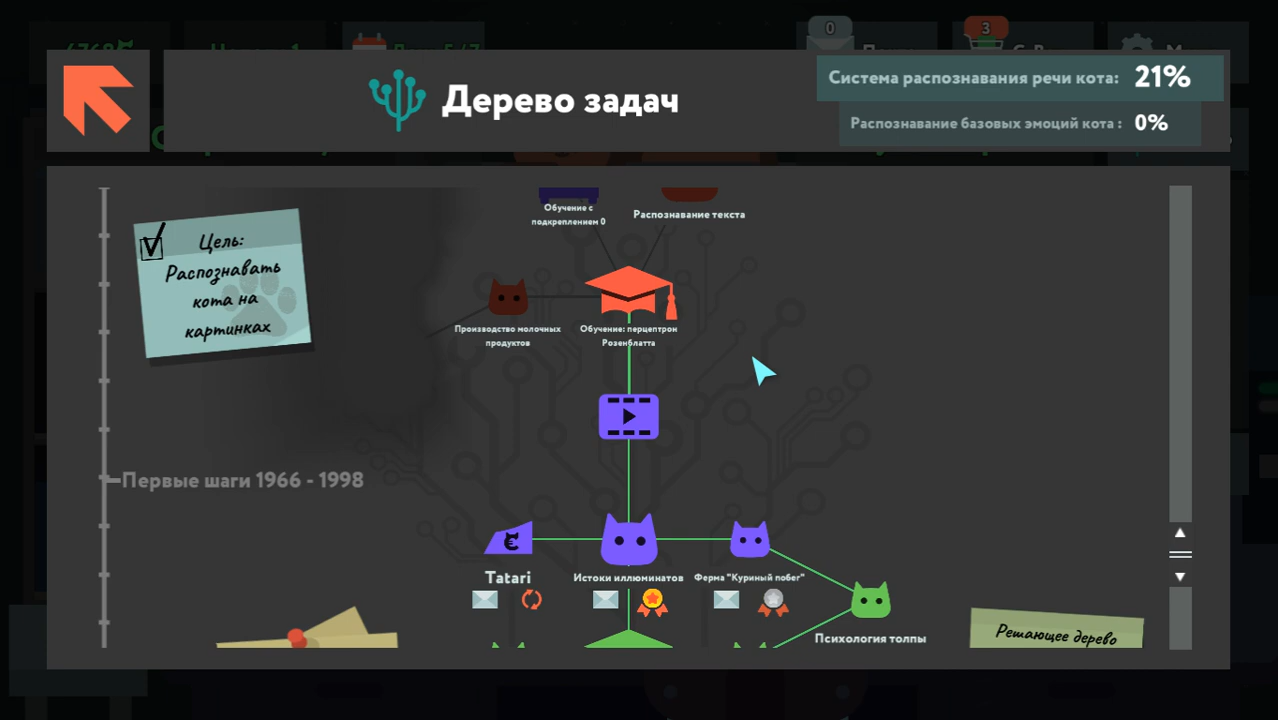 0
3
Дерево задач
Система распознавания речи кота: 21%
Распознавание базовых эмоций кота : 0%
Цель:
Распознавать
кота на
картинках
Обучение с
подкреплением 0
Распознавание текста
Производство молочных
продуктов
Обучение: перцептрон
Розенблатта
Первые шаги 1966 - 1998
Tatari
Истоки иллюминатов
Ферма "Куриный побег"
Психология толпы
Решающее дерево